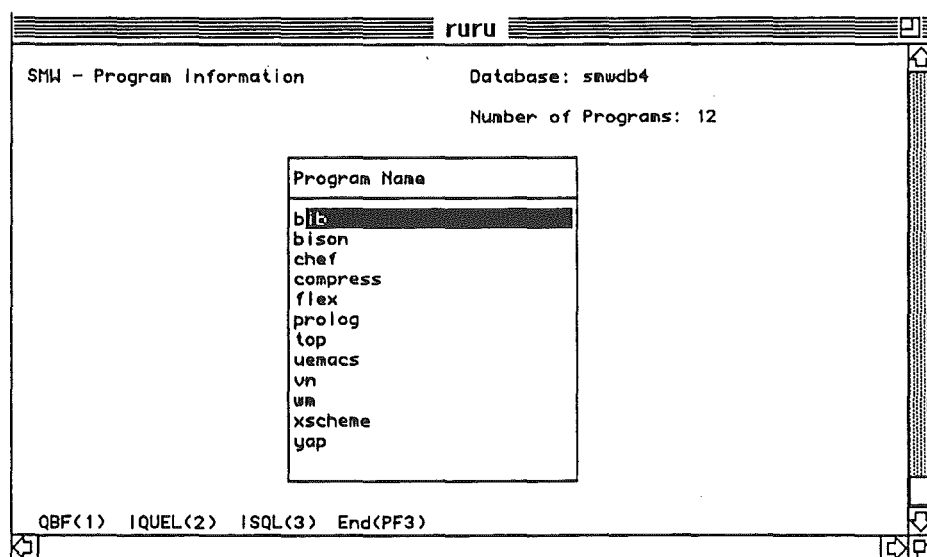 ruru
SMW - Program Information Database: smwdb4
Number of Programs: 12
Program Name
bib
bison
chef
compress
flex
prolog
top
uemacs
vn
wm
xscheme
yap
QBF(1) IQUEL(2) ISQL(3) End(PF3)